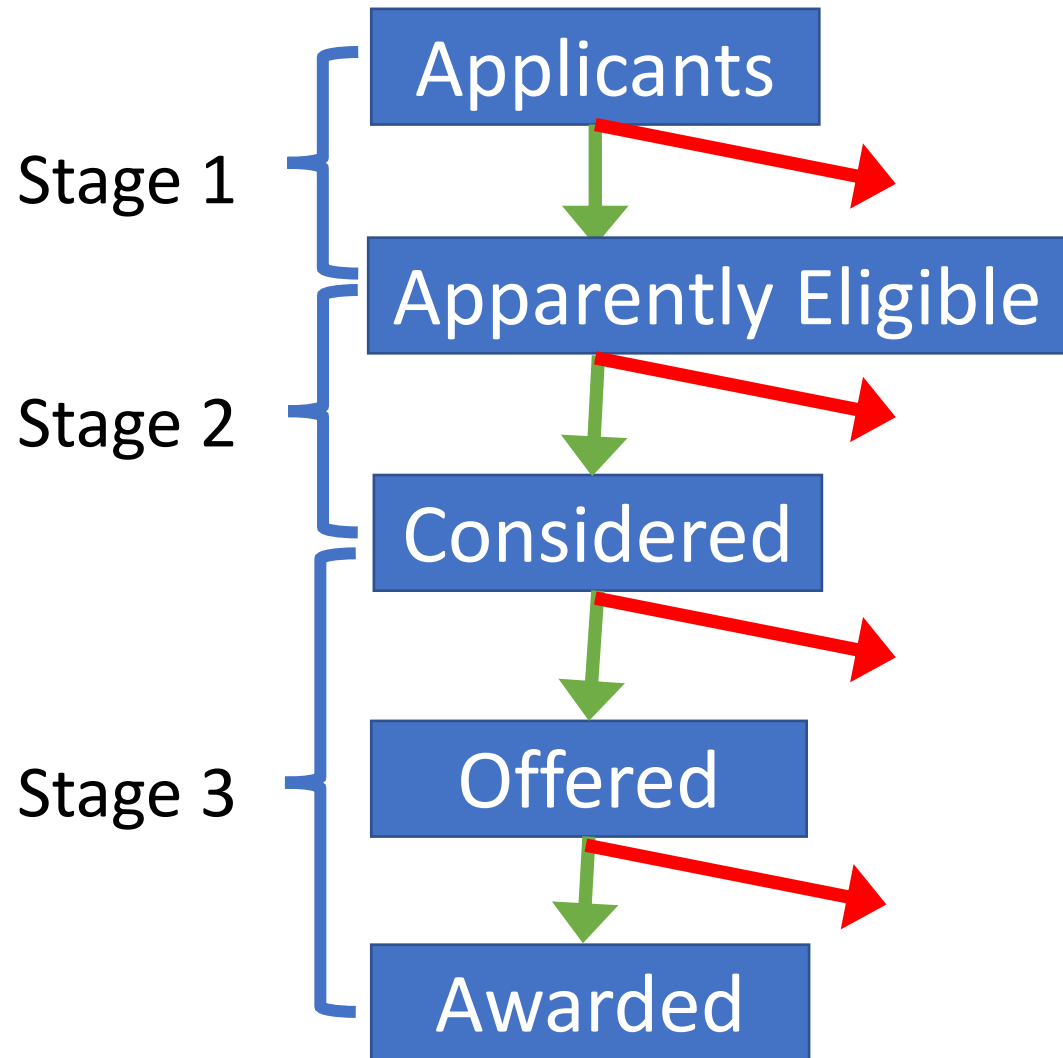 Applicants
Stage 1
Apparently Eligible
Stage 2
Considered
Offered
Stage 3
Awarded